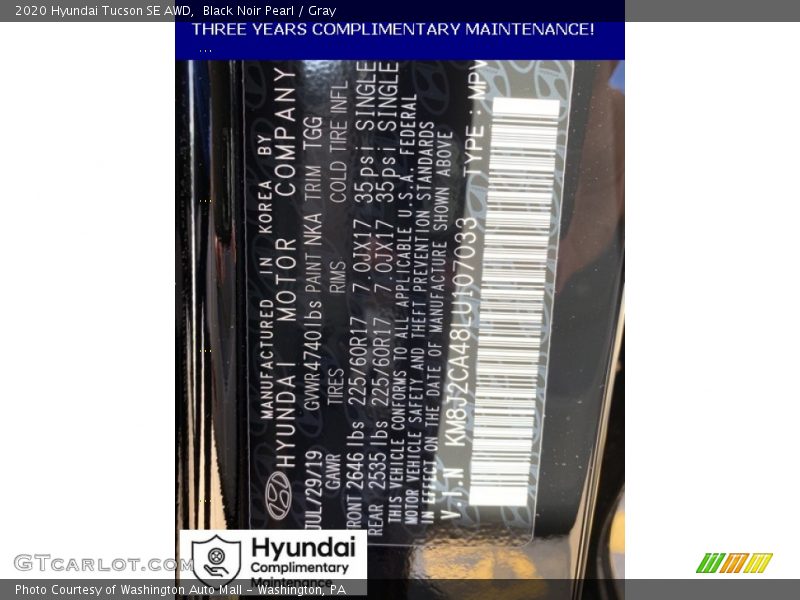 2020 Hyundai Tucson SE AWD,  Black Noir Pearl / Gray
THREE YEARS COMPLIMENTARY MAINTENANCE!
...
MANUFACTURED IN KOREA BY
HYUNDAI MOTOR COMPANY
JUL/29/19 GVWR 4740lbs PAINT NKA TRIM TGG
GAWR TIRES RIMS COLD TIRE INFL
FRONT 2646 lbs 225/60R17 7.0JX17 35psi SINGLE
REAR 2535 lbs 225/60R17 7.0JX17 35psi SINGLE
THIS VEHICLE CONFORMS TO ALL APPLICABLE U.S.A. FEDERAL
MOTOR VEHICLE SAFETY AND THEFT PREVENTION STANDARDS
IN EFFECT ON THE DATE OF MANUFACTURE SHOWN ABOVE
V.I.N KM8J2CA48LU107033 TYPE : MPV
Hyundai
Complimentary
Maintenance
GTcarlot.com
Photo Courtesy of Washington Auto Mall - Washington, PA